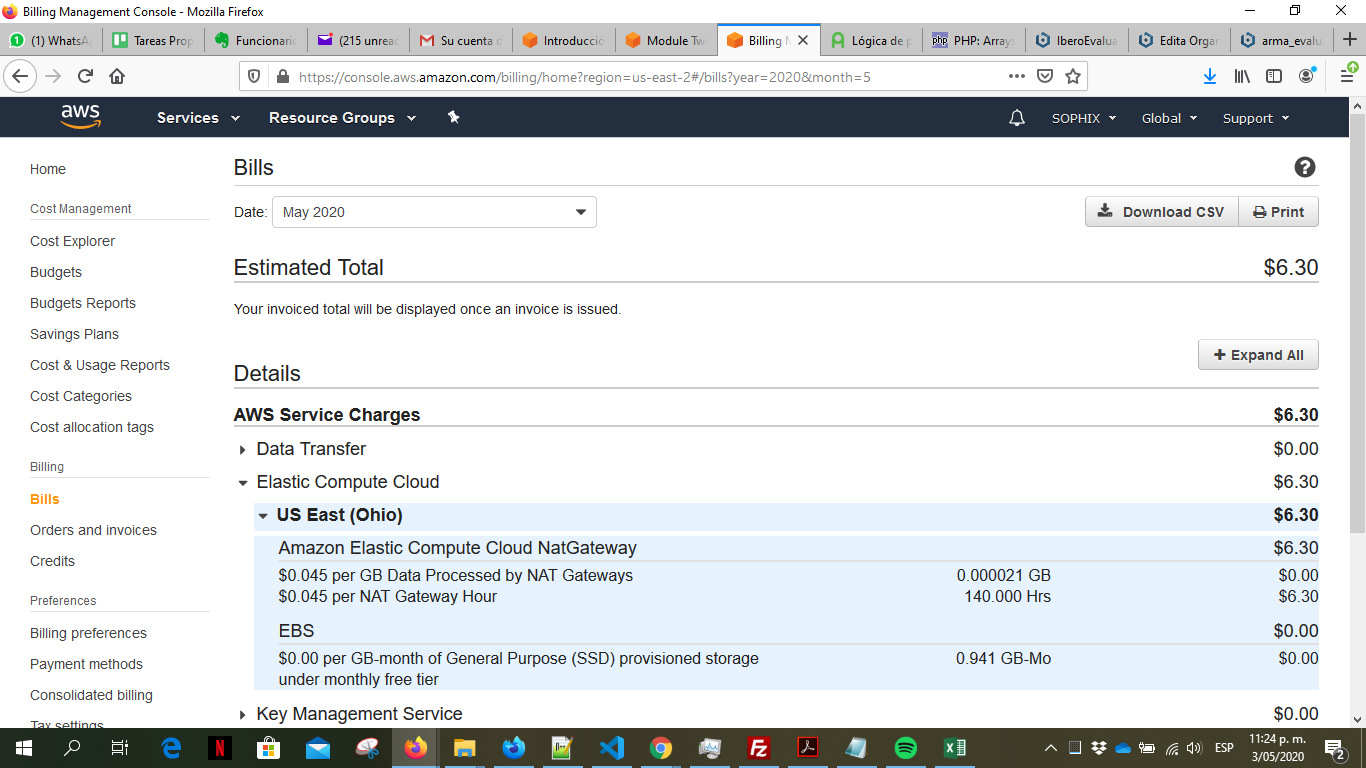 Billing Management Console - Mozilla Firefox
(1) WhatsA
Tareas Prop
Funcionario
(215 unrea
Su cuenta d
Introducció
Module Tw
Billing M
Lógica de p
php PHP: Arrays
IberoEvalua
Edita Organ
arma_evalu
https://console.aws.amazon.com/billing/home?region=us-east-2#/bills?year=2020&month=5
aws
Services
Resource Groups
SOPHIX
Global
Support
Home
Cost Management
Cost Explorer
Budgets
Budgets Reports
Savings Plans
Cost & Usage Reports
Cost Categories
Cost allocation tags
Billing
Bills
Orders and invoices
Credits
Preferences
Billing preferences
Payment methods
Consolidated billing
Tax settings
Bills
?
Date: May 2020
Download CSV
Print
Estimated Total $6.30
Your invoiced total will be displayed once an invoice is issued.
Expand All
Details
AWS Service Charges $6.30
Data Transfer $0.00
Elastic Compute Cloud $6.30
US East (Ohio) $6.30
Amazon Elastic Compute Cloud NatGateway $6.30
$0.045 per GB Data Processed by NAT Gateways 0.000021 GB $0.00
$0.045 per NAT Gateway Hour 140.000 Hrs $6.30
EBS $0.00
$0.00 per GB-month of General Purpose (SSD) provisioned storage 0.941 GB-Mo $0.00
under monthly free tier
Key Management Service $0.00
ESP
11:24 p. m.
3/05/2020
2